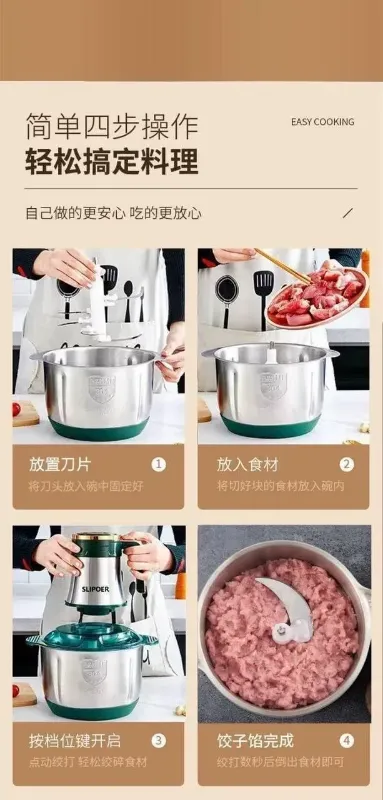 简单四步操作
EASY COOKING
轻松搞定料理
自己做的更安心 吃的更放心
放置刀片 1
将刀头放入碗中固定好
放入食材 2
将切好块的食材放入碗内
SLIPOER
按档位键开启 3
点动绞打 轻松绞碎食材
饺子馅完成 4
绞打数秒后倒出食材即可